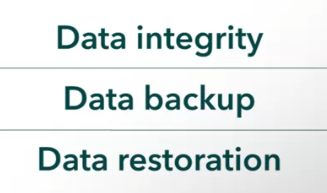 Data integrity
Data backup
Data restoration